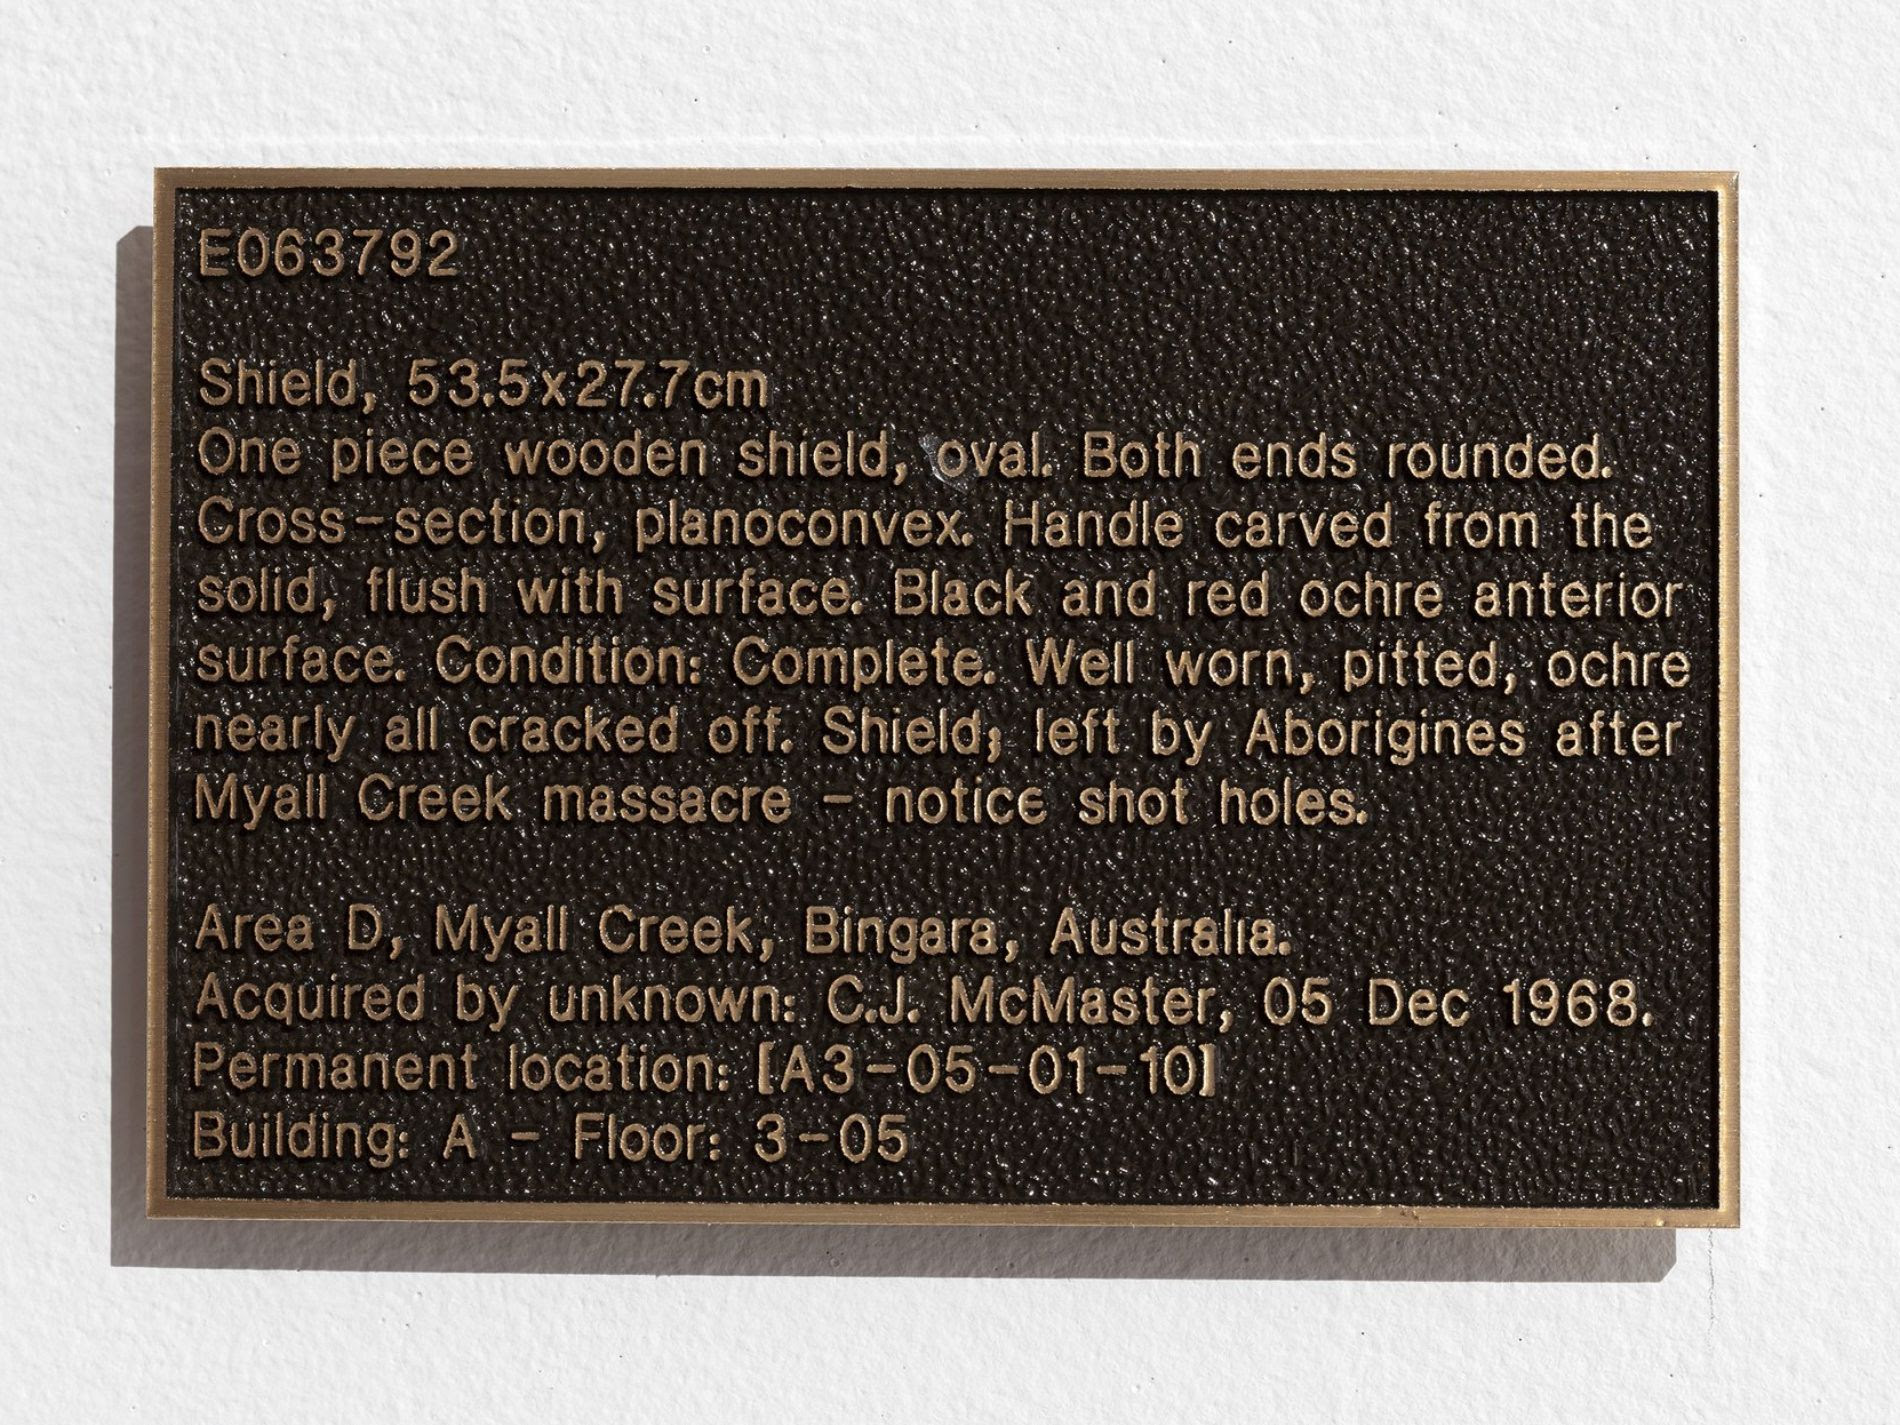 E063792
Shield, 53.5x27.7cm
One piece wooden shield, oval. Both ends rounded.
Cross-section, planoconvex. Handle carved from the
solid, flush with surface. Black and red ochre anterior
surface. Condition: Complete. Well worn, pitted, ochre
nearly all cracked off. Shield; left by Aborigines after
Myall Creek massacre - notice shot holes.
Area D, Myall Creek, Bingara, Australia.
Acquired by unknown: C.J. McMaster, 05 Dec 1968.
Permanent location: [A3-05-01-10]
Building: A - Floor: 3-05